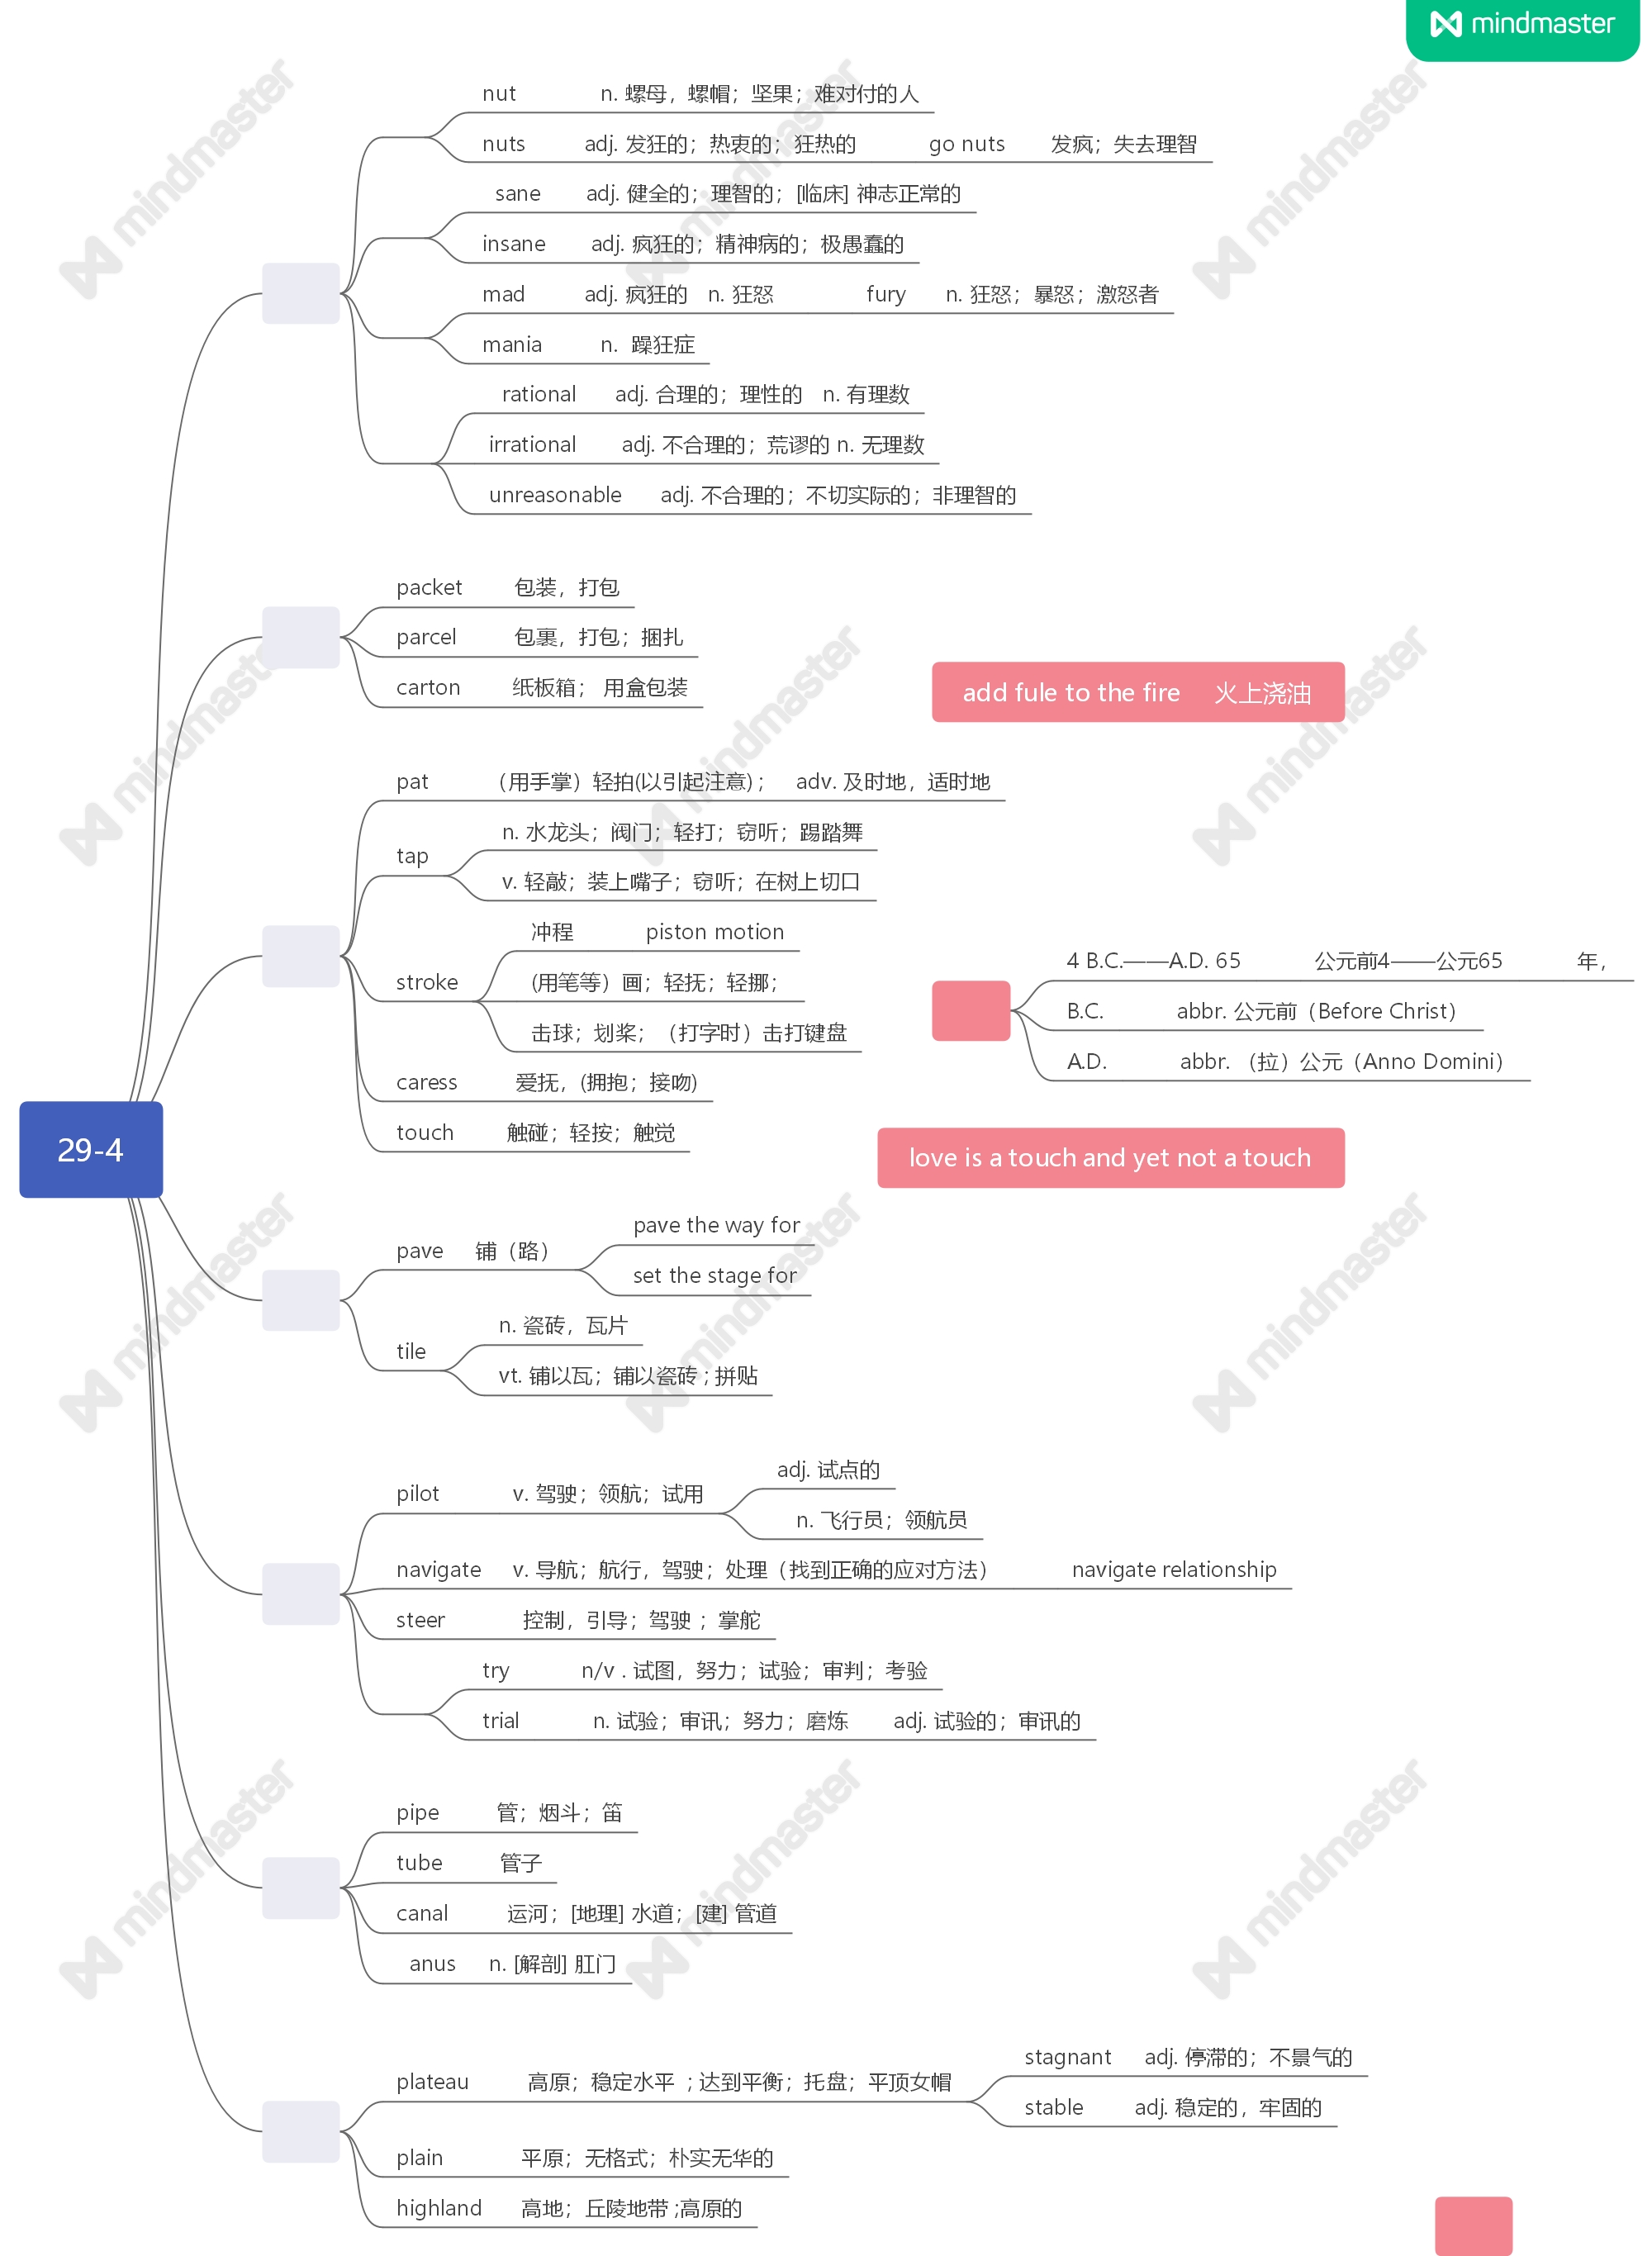 mindmaster
nut n. 螺母，螺帽；坚果；难对付的人
nuts adj. 发狂的；热衷的；狂热的 go nuts 发疯；失去理智
sane adj. 健全的；理智的；[临床] 神志正常的
insane adj. 疯狂的；精神病的；极愚蠢的
mad adj. 疯狂的 n. 狂怒 fury n. 狂怒；暴怒；激怒者
mania n. 躁狂症
rational adj. 合理的；理性的 n. 有理数
irrational adj. 不合理的；荒谬的 n. 无理数
unreasonable adj. 不合理的；不切实际的；非理智的
packet 包装，打包
parcel 包裹，打包；捆扎
carton 纸板箱； 用盒包装
add fule to the fire 火上浇油
pat （用手掌）轻拍(以引起注意)； adv. 及时地，适时地
tap
n. 水龙头；阀门；轻打；窃听；踢踏舞
v. 轻敲；装上嘴子；窃听；在树上切口
stroke
冲程 piston motion
(用笔等）画；轻抚；轻挪；
击球；划桨；（打字时）击打键盘
caress 爱抚，(拥抱；接吻)
touch 触碰；轻按；触觉
4 B.C.——A.D. 65 公元前4——公元65 年，
B.C. abbr. 公元前（Before Christ）
A.D. abbr. （拉）公元（Anno Domini）
29-4
love is a touch and yet not a touch
pave 铺（路）
pave the way for
set the stage for
tile
n. 瓷砖，瓦片
vt. 铺以瓦；铺以瓷砖 ; 拼贴
pilot v. 驾驶；领航；试用
adj. 试点的
n. 飞行员；领航员
navigate v. 导航；航行，驾驶；处理（找到正确的应对方法） navigate relationship
steer 控制，引导；驾驶 ；掌舵
try n/v . 试图，努力；试验；审判；考验
trial n. 试验；审讯；努力；磨炼 adj. 试验的；审讯的
pipe 管；烟斗；笛
tube 管子
canal 运河；[地理] 水道；[建] 管道
anus n. [解剖] 肛门
plateau 高原；稳定水平 ; 达到平衡；托盘；平顶女帽
stagnant adj. 停滞的；不景气的
stable adj. 稳定的，牢固的
plain 平原；无格式；朴实无华的
highland 高地；丘陵地带 ;高原的